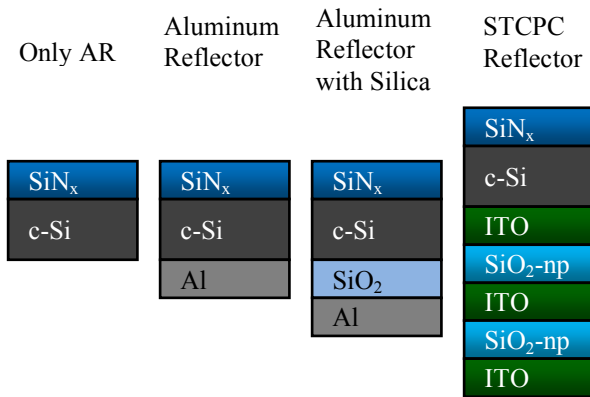 Only AR
Aluminum
Reflector
Aluminum
Reflector
with Silica
STCPC
Reflector
SiNₓ
c-Si
SiNₓ
c-Si
Al
SiNₓ
c-Si
SiO₂
Al
SiNₓ
c-Si
ITO
SiO₂-np
ITO
SiO₂-np
ITO